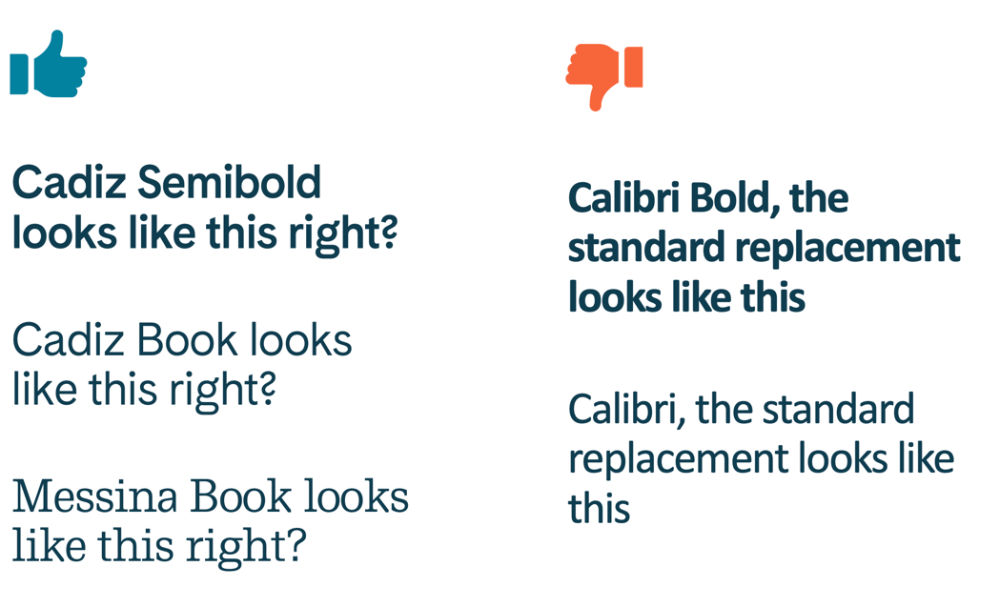 Cadiz Semibold
looks like this right?
Cadiz Book looks
like this right?
Messina Book looks
like this right?
Calibri Bold, the
standard replacement
looks like this
Calibri, the standard
replacement looks like
this